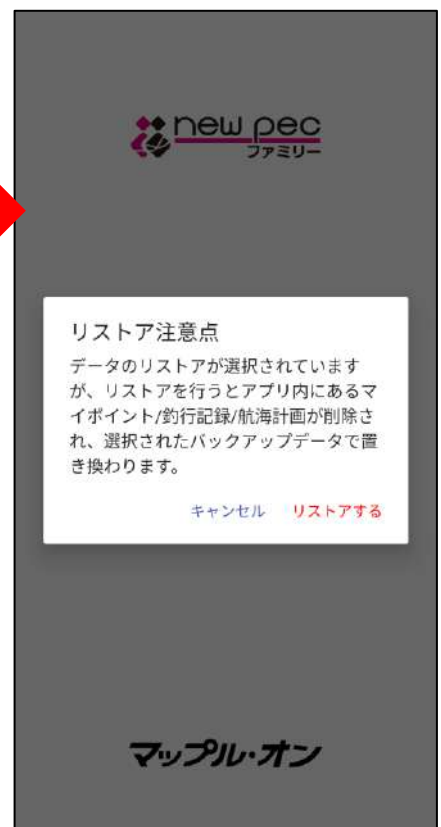 new pec
ファミリー
リストア注意点
データのリストアが選択されています
が、リストアを行うとアプリ内にあるマ
イポイント/釣行記録/航海計画が削除さ
れ、選択されたバックアップデータで置
き換わります。
キャンセル リストアする
マップル・オン